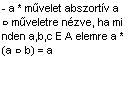 - a * művelet abszortív a
¤ műveletre nézve, ha mi
nden a,b,c E A elemre a *
(a ¤ b) = a